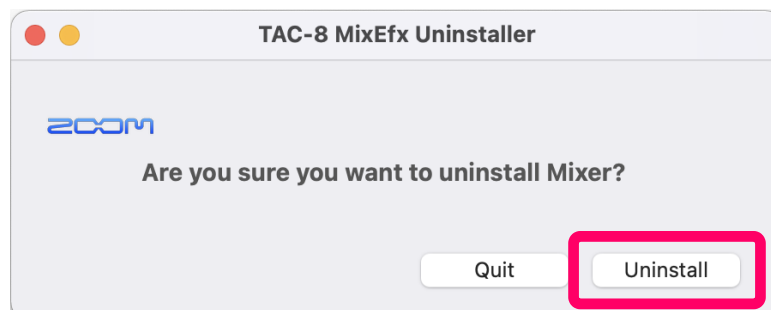 TAC-8 MixEfx Uninstaller
ZOOM
Are you sure you want to uninstall Mixer?
Quit
Uninstall